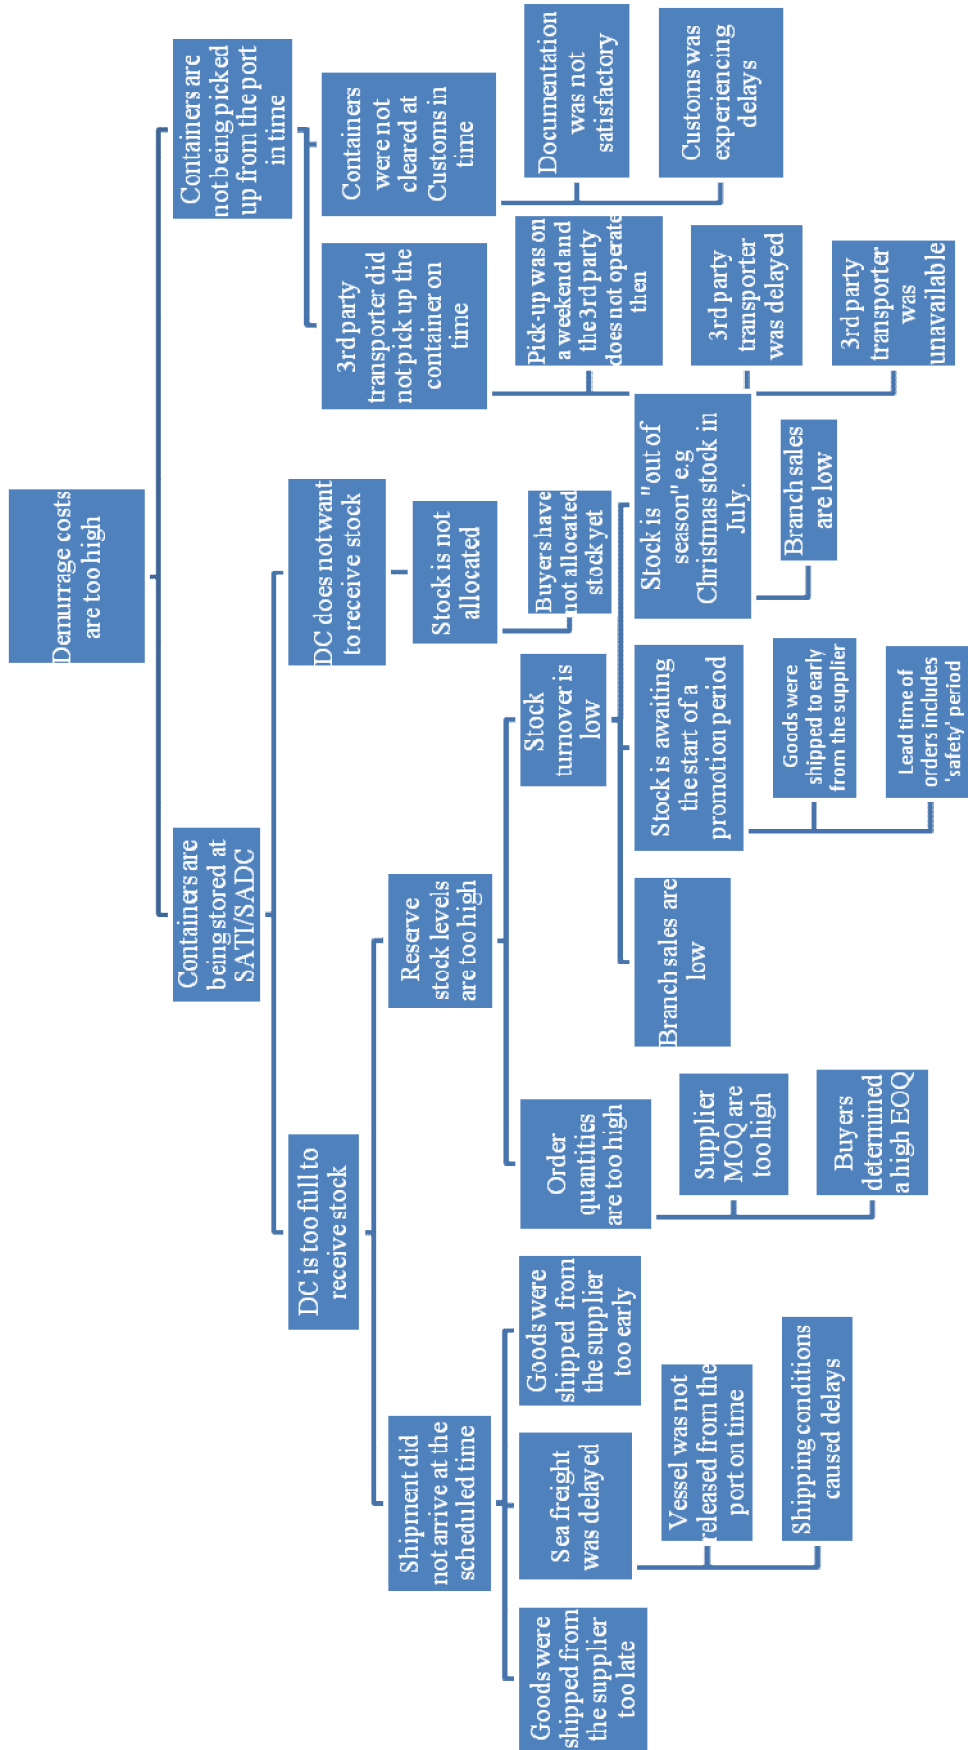 Demurrage costs
are too high
Containers are
being stored at
SATI/SADC
Containers are
not being picked
up from the port
in time
DC is too full to
receive stock
DC does not want
to receive stock
3rd party
transporter did
not pick up the
container on
time
Containers
were not
cleared at
Customs in
time
Shipment did
not arrive at the
scheduled time
Reserve
stock levels
are too high
Stock is not
allocated
Goods were
shipped from
the supplier
too late
Sea freight
was delayed
Goods were
shipped from
the supplier
too early
Order
quantities
are too high
Stock
turnover is
low
Buyers have
not allocated
stock yet
Pick-up was on
a weekend and
the 3rd party
does not operate
then
Documentation
was not
satisfactory
Vessel was not
released from the
port on time
Supplier
MOQ are
too high
Branch sales are
low
Stock is awaiting
the start of a
promotion period
Stock is "out of
season" e.g
Christmas stock in
July.
3rd party
transporter
was delayed
Customs was
experiencing
delays
Shipping conditions
caused delays
Buyers
determined
a high EOQ
Goods were
shipped to early
from the supplier
Branch sales
are low
3rd party
transporter
was
unavailable
Lead time of
orders includes
'safety' period